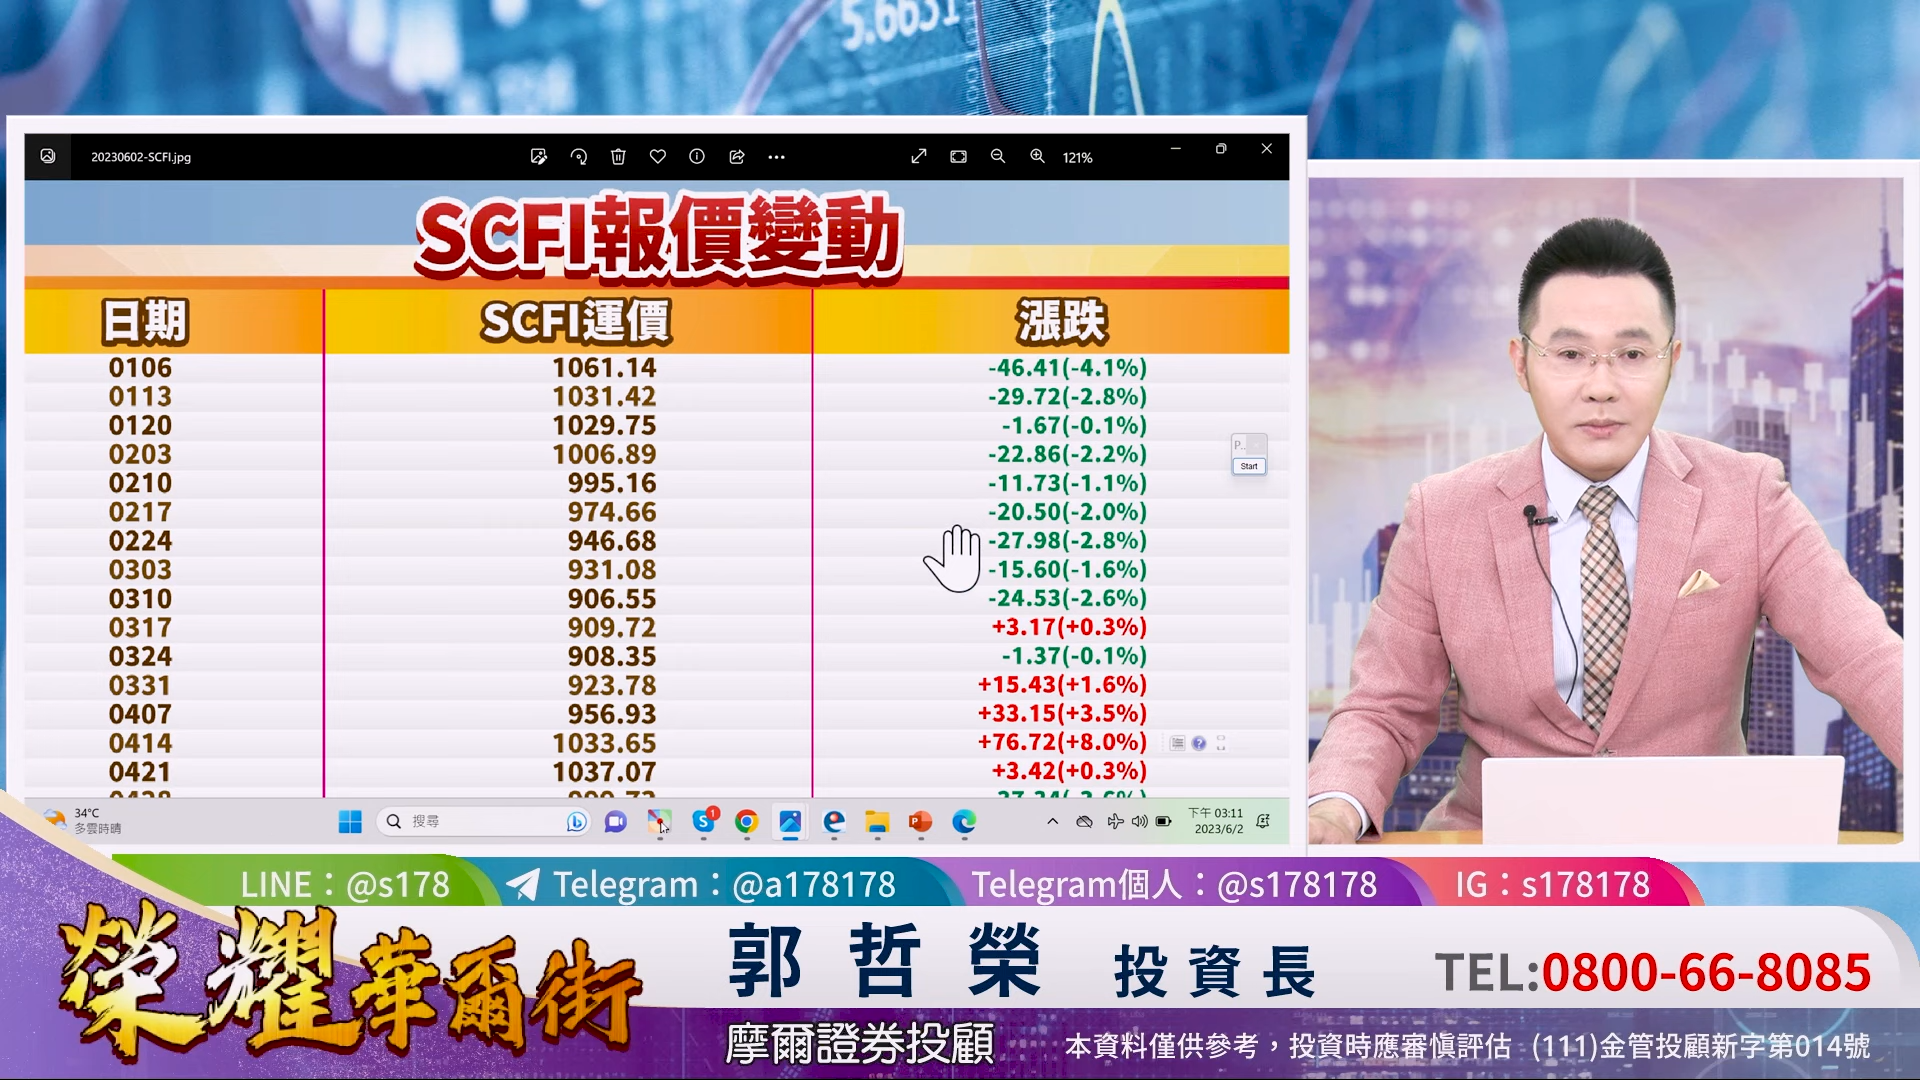 20230602-SCFI.jpg
121%
SCFI報價變動
日期 SCFI運價 漲跌
0106 1061.14 -46.41(-4.1%)
0113 1031.42 -29.72(-2.8%)
0120 1029.75 -1.67(-0.1%)
0203 1006.89 -22.86(-2.2%)
0210 995.16 -11.73(-1.1%)
0217 974.66 -20.50(-2.0%)
0224 946.68 -27.98(-2.8%)
0303 931.08 -15.60(-1.6%)
0310 906.55 -24.53(-2.6%)
0317 909.72 +3.17(+0.3%)
0324 908.35 -1.37(-0.1%)
0331 923.78 +15.43(+1.6%)
0407 956.93 +33.15(+3.5%)
0414 1033.65 +76.72(+8.0%)
0421 1037.07 +3.42(+0.3%)
Start
34°C
多雲時晴
搜尋
1
下午 03:11
2023/6/2
LINE：@s178 Telegram：@a178178 Telegram個人：@s178178 IG：s178178
榮耀華爾街
郭哲榮 投資長
TEL:0800-66-8085
摩爾證券投顧
本資料僅供參考，投資時應審慎評估 (111)金管投顧新字第014號